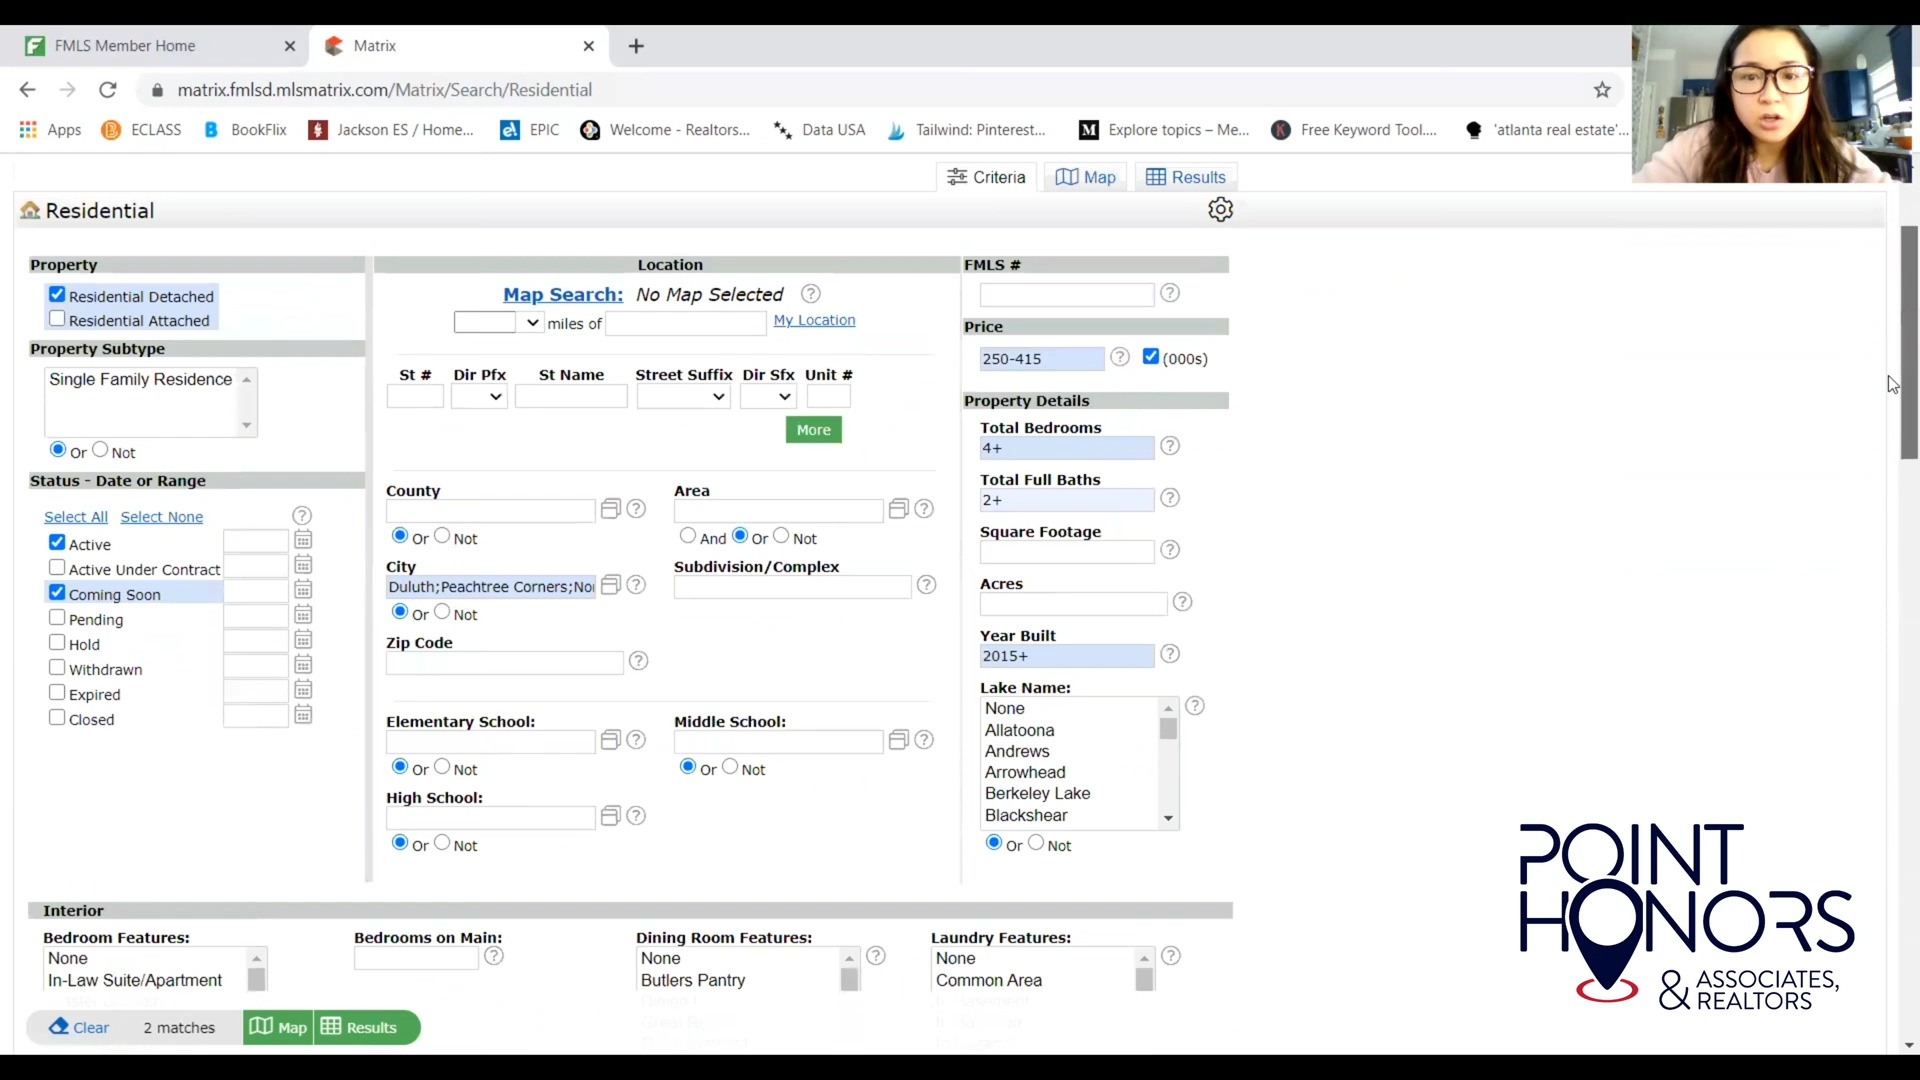 FMLS Member Home
Matrix
matrix.fmlsd.mlsmatrix.com/Matrix/Search/Residential
Apps
ECLASS
BookFlix
Jackson ES / Home...
EPIC
Welcome - Realtors...
Data USA
Tailwind: Pinterest...
Explore topics – Me...
Free Keyword Tool....
'atlanta real estate'...
Criteria
Map
Results
Residential
Property
Residential Detached
Residential Attached
Property Subtype
Single Family Residence
Or Not
Status - Date or Range
Select All Select None
Active
Active Under Contract
Coming Soon
Pending
Hold
Withdrawn
Expired
Closed
Location
Map Search: No Map Selected
miles of
My Location
St # Dir Pfx St Name Street Suffix Dir Sfx Unit #
More
County
Or Not
Area
And Or Not
City
Duluth;Peachtree Corners;No
Or Not
Subdivision/Complex
Zip Code
Elementary School:
Or Not
Middle School:
Or Not
High School:
Or Not
FMLS #
Price
250-415
(000s)
Property Details
Total Bedrooms
4+
Total Full Baths
2+
Square Footage
Acres
Year Built
2015+
Lake Name:
None
Allatoona
Andrews
Arrowhead
Berkeley Lake
Blackshear
Or Not
Interior
Bedroom Features:
None
In-Law Suite/Apartment
Bedrooms on Main:
Dining Room Features:
None
Butlers Pantry
Laundry Features:
None
Common Area
Clear
2 matches
Map
Results
POINT
HONORS
& ASSOCIATES,
REALTORS